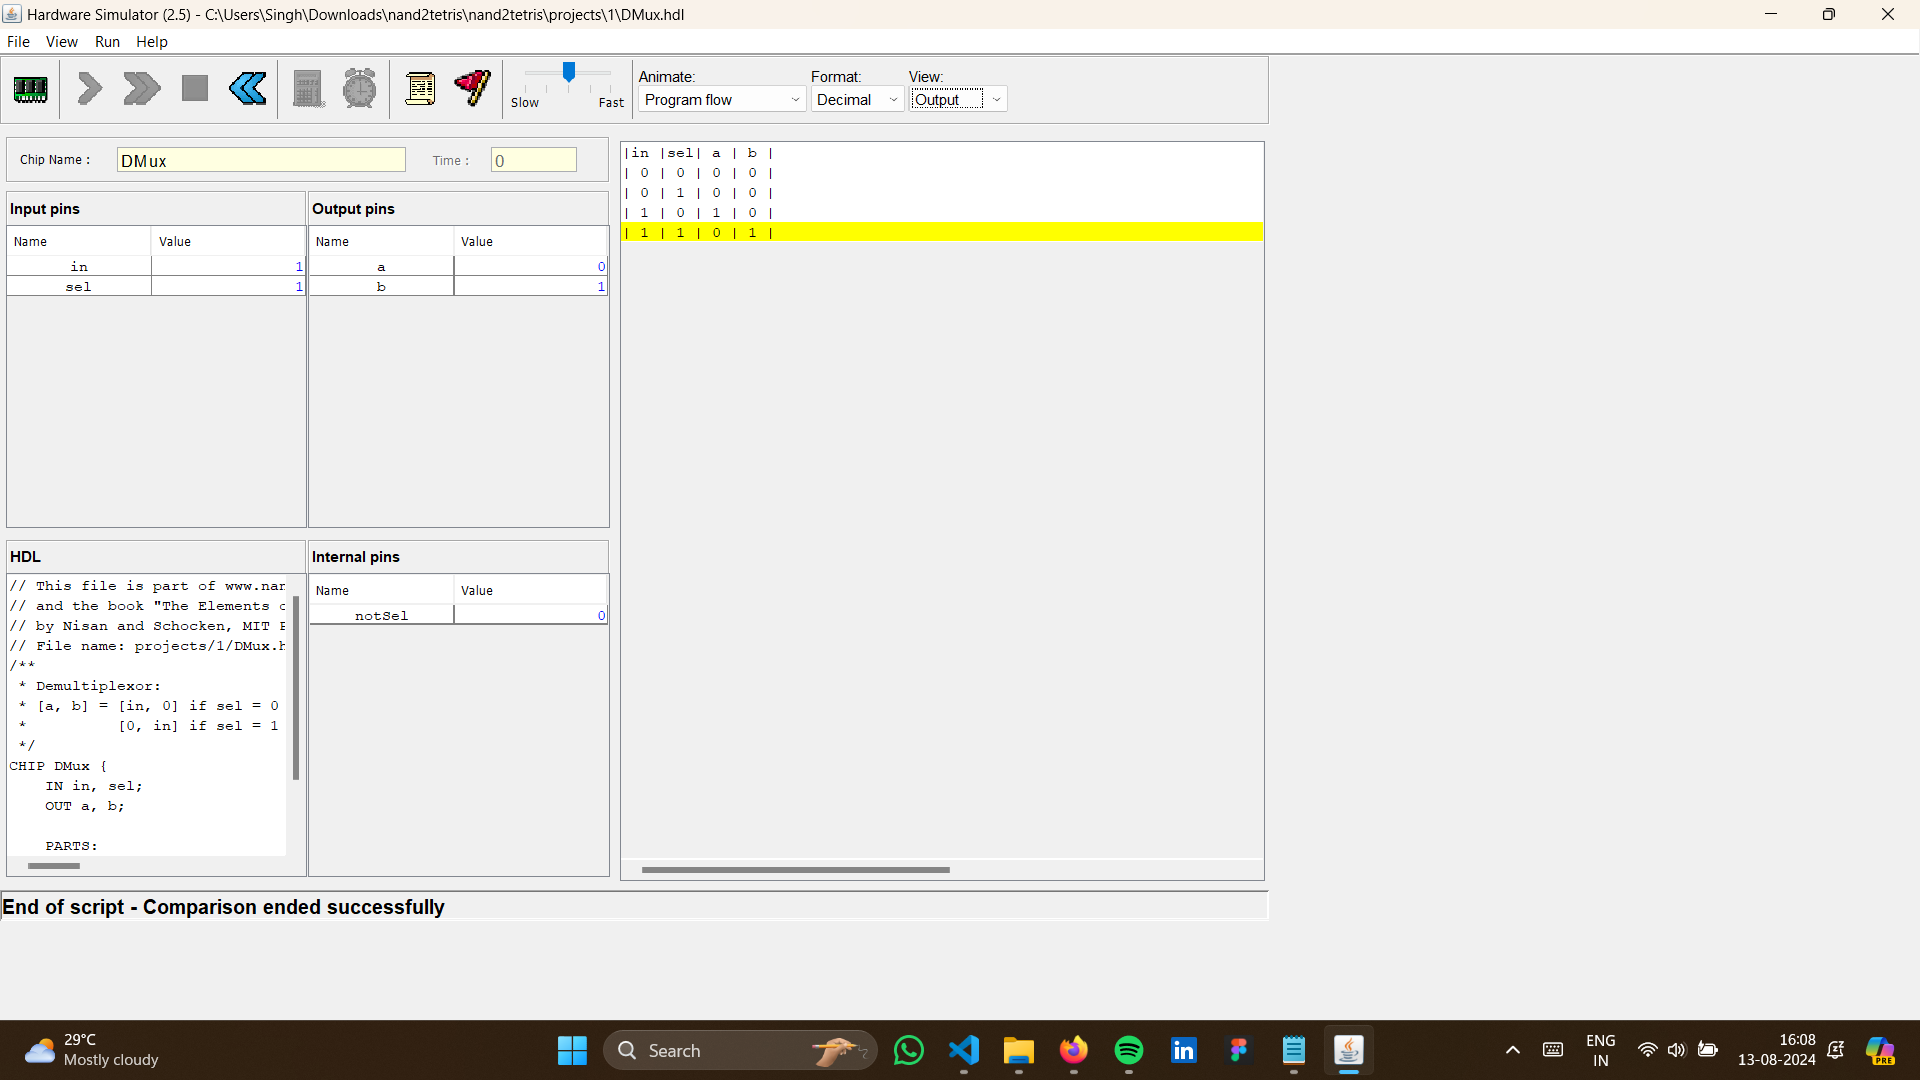 Hardware Simulator (2.5) - C:\Users\Singh\Downloads\nand2tetris\nand2tetris\projects\1\DMux.hdl
File View Run Help
Slow Fast
Animate: Format: View:
Program flow Decimal Output
Chip Name : DMux Time : 0
Input pins
Name Value
in 1
sel 1
Output pins
Name Value
a 0
b 1
|in |sel| a | b |
| 0 | 0 | 0 | 0 |
| 0 | 1 | 0 | 0 |
| 1 | 0 | 1 | 0 |
| 1 | 1 | 0 | 1 |
HDL
// This file is part of www.nan
// and the book "The Elements o
// by Nisan and Schocken, MIT P
// File name: projects/1/DMux.h
/**
* Demultiplexor:
* [a, b] = [in, 0] if sel = 0
* [0, in] if sel = 1
*/
CHIP DMux {
IN in, sel;
OUT a, b;
PARTS:
Internal pins
Name Value
notSel 0
End of script - Comparison ended successfully
29°C
Mostly cloudy
Search
in
PRE
ENG
IN
16:08
13-08-2024